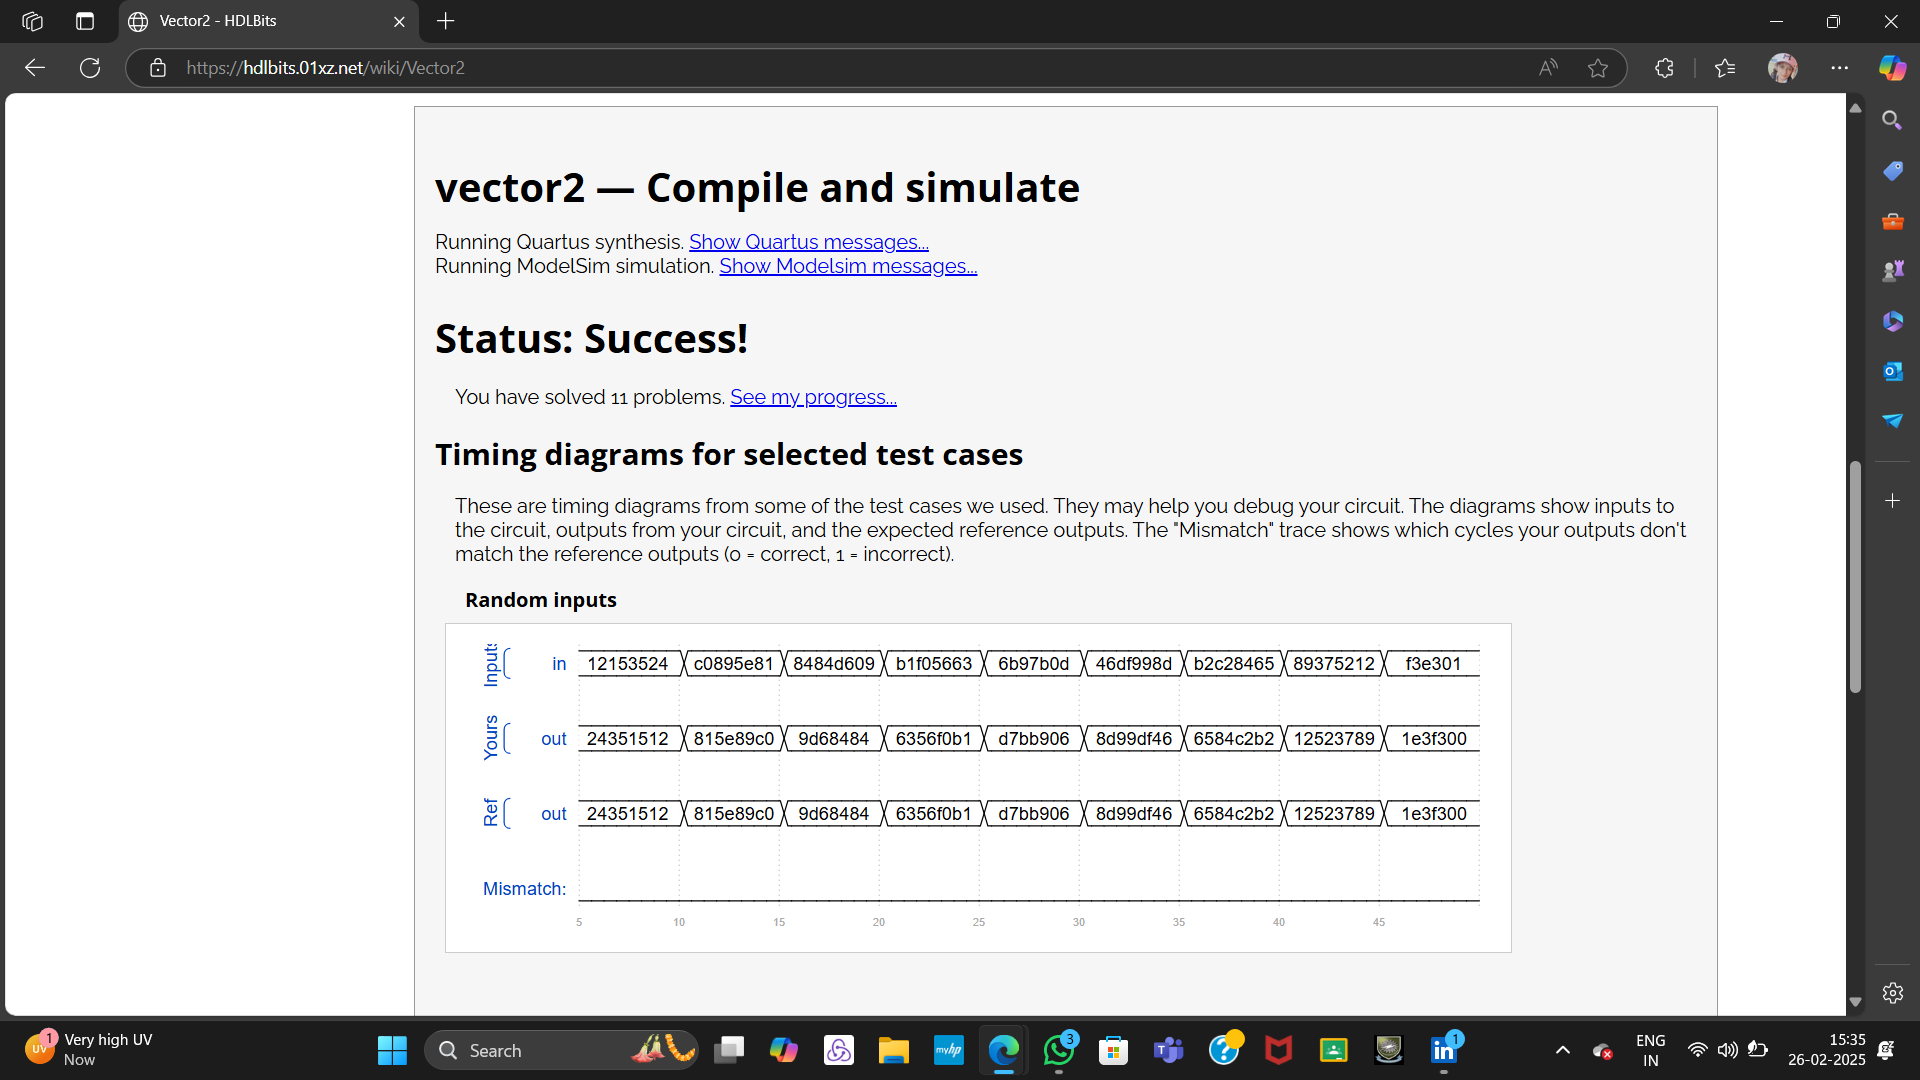 Vector2 - HDLBits
https://hdlbits.01xz.net/wiki/Vector2
vector2 — Compile and simulate
Running Quartus synthesis. Show Quartus messages...
Running ModelSim simulation. Show Modelsim messages...
Status: Success!
You have solved 11 problems. See my progress...
Timing diagrams for selected test cases
These are timing diagrams from some of the test cases we used. They may help you debug your circuit. The diagrams show inputs to
the circuit, outputs from your circuit, and the expected reference outputs. The "Mismatch" trace shows which cycles your outputs don't
match the reference outputs (0 = correct, 1 = incorrect).
Random inputs
Inputs in 12153524 c0895e81 8484d609 b1f05663 6b97b0d 46df998d b2c28465 89375212 f3e301
Yours out 24351512 815e89c0 9d68484 6356f0b1 d7bb906 8d99df46 6584c2b2 12523789 1e3f300
Ref out 24351512 815e89c0 9d68484 6356f0b1 d7bb906 8d99df46 6584c2b2 12523789 1e3f300
Mismatch:
5 10 15 20 25 30 35 40 45
1 UV Very high UV
Now
Search
myhp
3
1
ENG
IN
15:35
26-02-2025